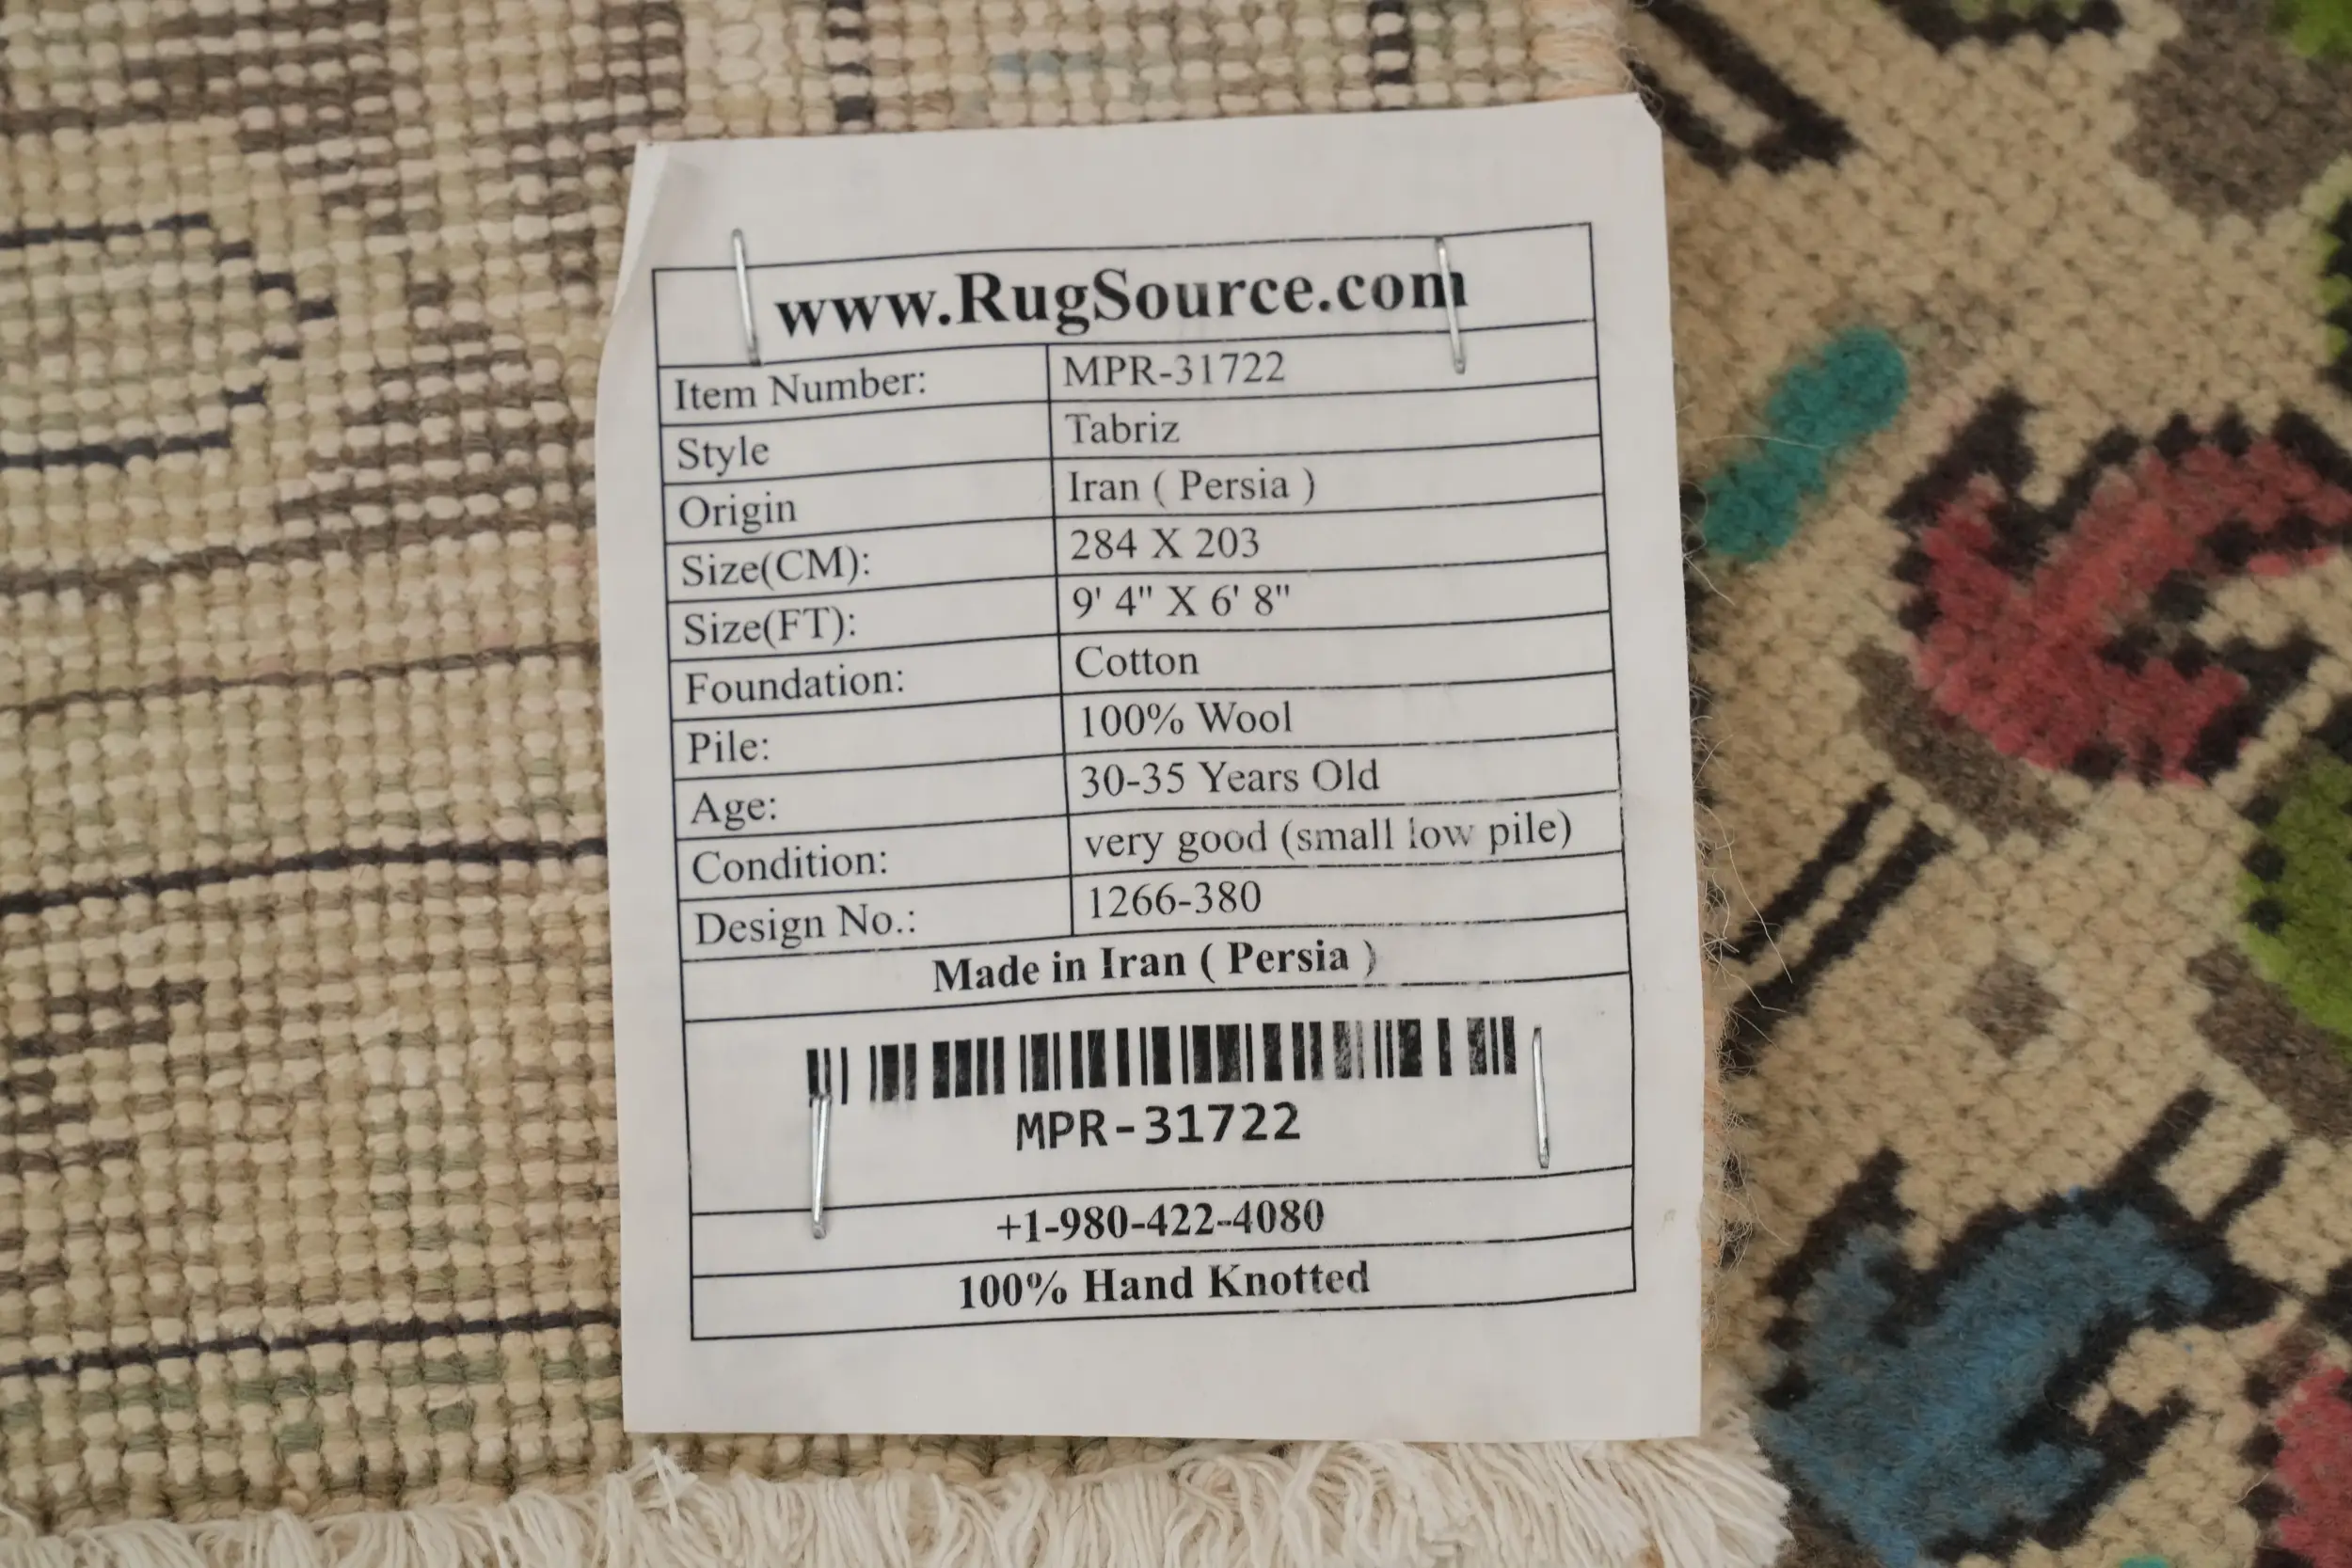 www.RugSource.com
Item Number: MPR-31722
Style Tabriz
Origin Iran ( Persia )
Size(CM): 284 X 203
Size(FT): 9' 4" X 6' 8"
Foundation: Cotton
Pile: 100% Wool
Age: 30-35 Years Old
Condition: very good (small low pile)
Design No.: 1266-380
Made in Iran ( Persia )
MPR-31722
+1-980-422-4080
100% Hand Knotted